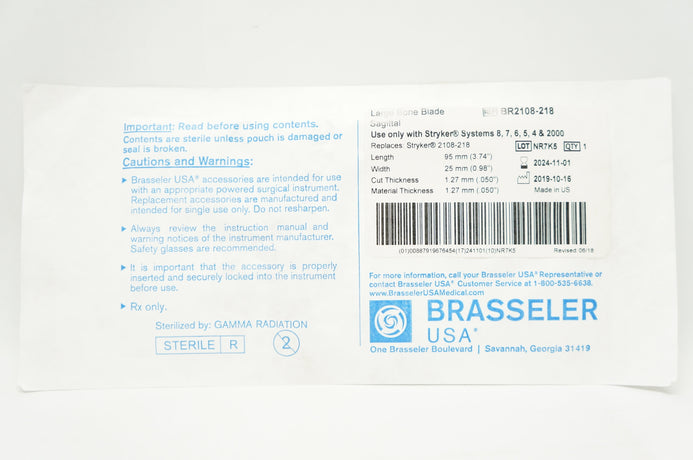 Important: Read before using contents.
Contents are sterile unless pouch is damaged or
seal is broken.
Cautions and Warnings:
▸ Brasseler USA® accessories are intended for use
with an appropriate powered surgical instrument.
Replacement accessories are manufactured and
intended for single use only. Do not resharpen.
▸ Always review the instruction manual and
warning notices of the instrument manufacturer.
Safety glasses are recommended.
▸ It is important that the accessory is properly
inserted and securely locked into the instrument
before use.
▸ Rx only.
Sterilized by: GAMMA RADIATION
STERILE R
2
Large Bone Blade REF BR2108-218
Sagittal
Use only with Stryker® Systems 8, 7, 6, 5, 4 & 2000
Replaces: Stryker® 2108-218 LOT NR7K5 QTY 1
Length 95 mm (3.74") 2024-11-01
Width 25 mm (0.98")
Cut Thickness 1.27 mm (.050") 2019-10-16
Material Thickness 1.27 mm (.050") Made in US
(01)00887919676454(17)241101(10)NR7K5 Revised: 06/18
For more information, call your Brasseler USA® Representative or
contact Brasseler USA® Customer Service at 1-800-535-6638.
www.BrasselerUSAMedical.com
BRASSELER
USA®
One Brasseler Boulevard | Savannah, Georgia 31419